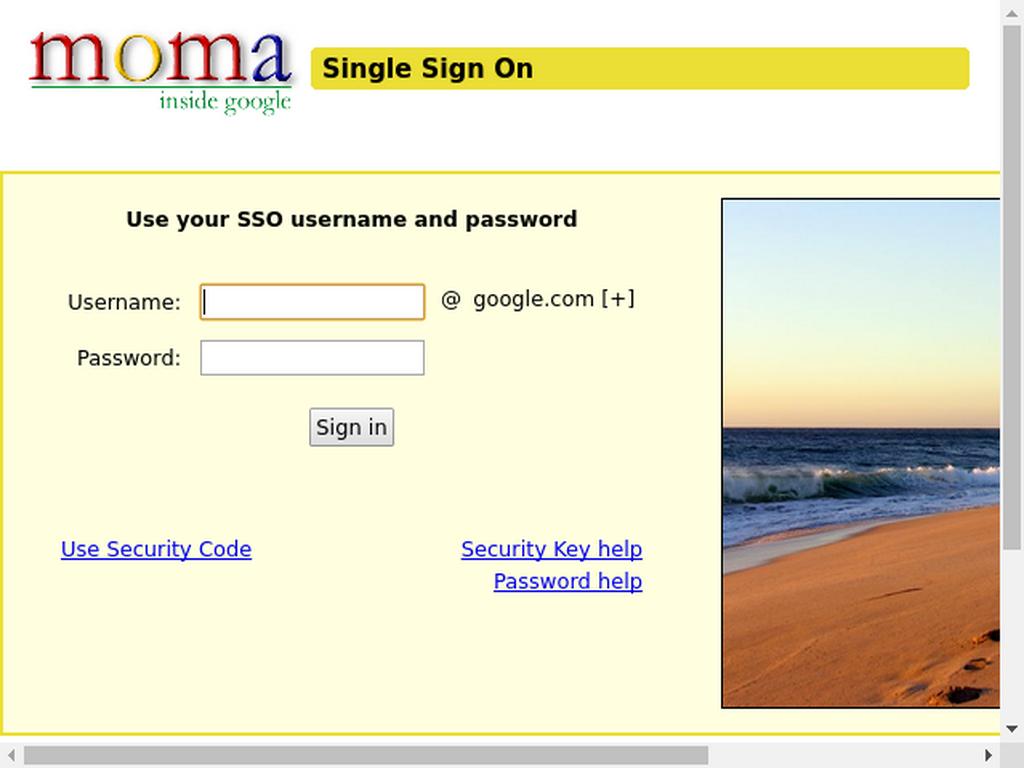 moma
inside google
Single Sign On
Use your SSO username and password
Username: @ google.com [+]
Password:
Sign in
Use Security Code Security Key help
Password help